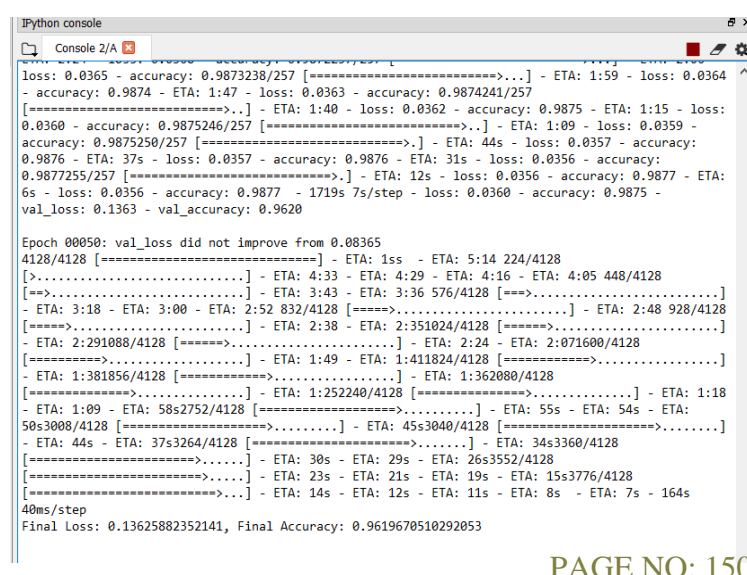 IPython console
Console 2/A
loss: 0.0365 - accuracy: 0.9873238/257 [==========================>...] - ETA: 1:59 - loss: 0.0364
- accuracy: 0.9874 - ETA: 1:47 - loss: 0.0363 - accuracy: 0.9874241/257
[===========================>..] - ETA: 1:40 - loss: 0.0362 - accuracy: 0.9875 - ETA: 1:15 - loss:
0.0360 - accuracy: 0.9875246/257 [===========================>..] - ETA: 1:09 - loss: 0.0359 -
accuracy: 0.9875250/257 [============================>.] - ETA: 44s - loss: 0.0357 - accuracy:
0.9876 - ETA: 37s - loss: 0.0357 - accuracy: 0.9876 - ETA: 31s - loss: 0.0356 - accuracy:
0.9877255/257 [============================>.] - ETA: 12s - loss: 0.0356 - accuracy: 0.9877 - ETA:
6s - loss: 0.0356 - accuracy: 0.9877  - 1719s 7s/step - loss: 0.0360 - accuracy: 0.9875 -
val_loss: 0.1363 - val_accuracy: 0.9620
Epoch 00050: val_loss did not improve from 0.08365
4128/4128 [==============================] - ETA: 1ss  - ETA: 5:14 224/4128
[>.............................] - ETA: 4:33 - ETA: 4:29 - ETA: 4:16 - ETA: 4:05 448/4128
[==>...........................] - ETA: 3:43 - ETA: 3:36 576/4128 [===>..........................]
- ETA: 3:18 - ETA: 3:00 - ETA: 2:52 832/4128 [=====>........................] - ETA: 2:48 928/4128
[=====>........................] - ETA: 2:38 - ETA: 2:351024/4128 [======>.......................]
- ETA: 2:291088/4128 [======>.......................] - ETA: 2:24 - ETA: 2:071600/4128
[==========>...................] - ETA: 1:49 - ETA: 1:411824/4128 [============>.................]
- ETA: 1:381856/4128 [============>.................] - ETA: 1:362080/4128
[==============>...............] - ETA: 1:252240/4128 [===============>..............] - ETA: 1:18
- ETA: 1:09 - ETA: 58s2752/4128 [===================>..........] - ETA: 55s - ETA: 54s - ETA:
50s3008/4128 [====================>.........] - ETA: 45s3040/4128 [=====================>........]
- ETA: 44s - ETA: 37s3264/4128 [======================>.......] - ETA: 34s3360/4128
[=======================>......] - ETA: 30s - ETA: 29s - ETA: 26s3552/4128
[========================>.....] - ETA: 23s - ETA: 21s - ETA: 19s - ETA: 15s3776/4128
[==========================>...] - ETA: 14s - ETA: 12s - ETA: 11s - ETA: 8s  - ETA: 7s - 164s
40ms/step
Final Loss: 0.13625882352141, Final Accuracy: 0.9619670510292053
PAGE NO: 150